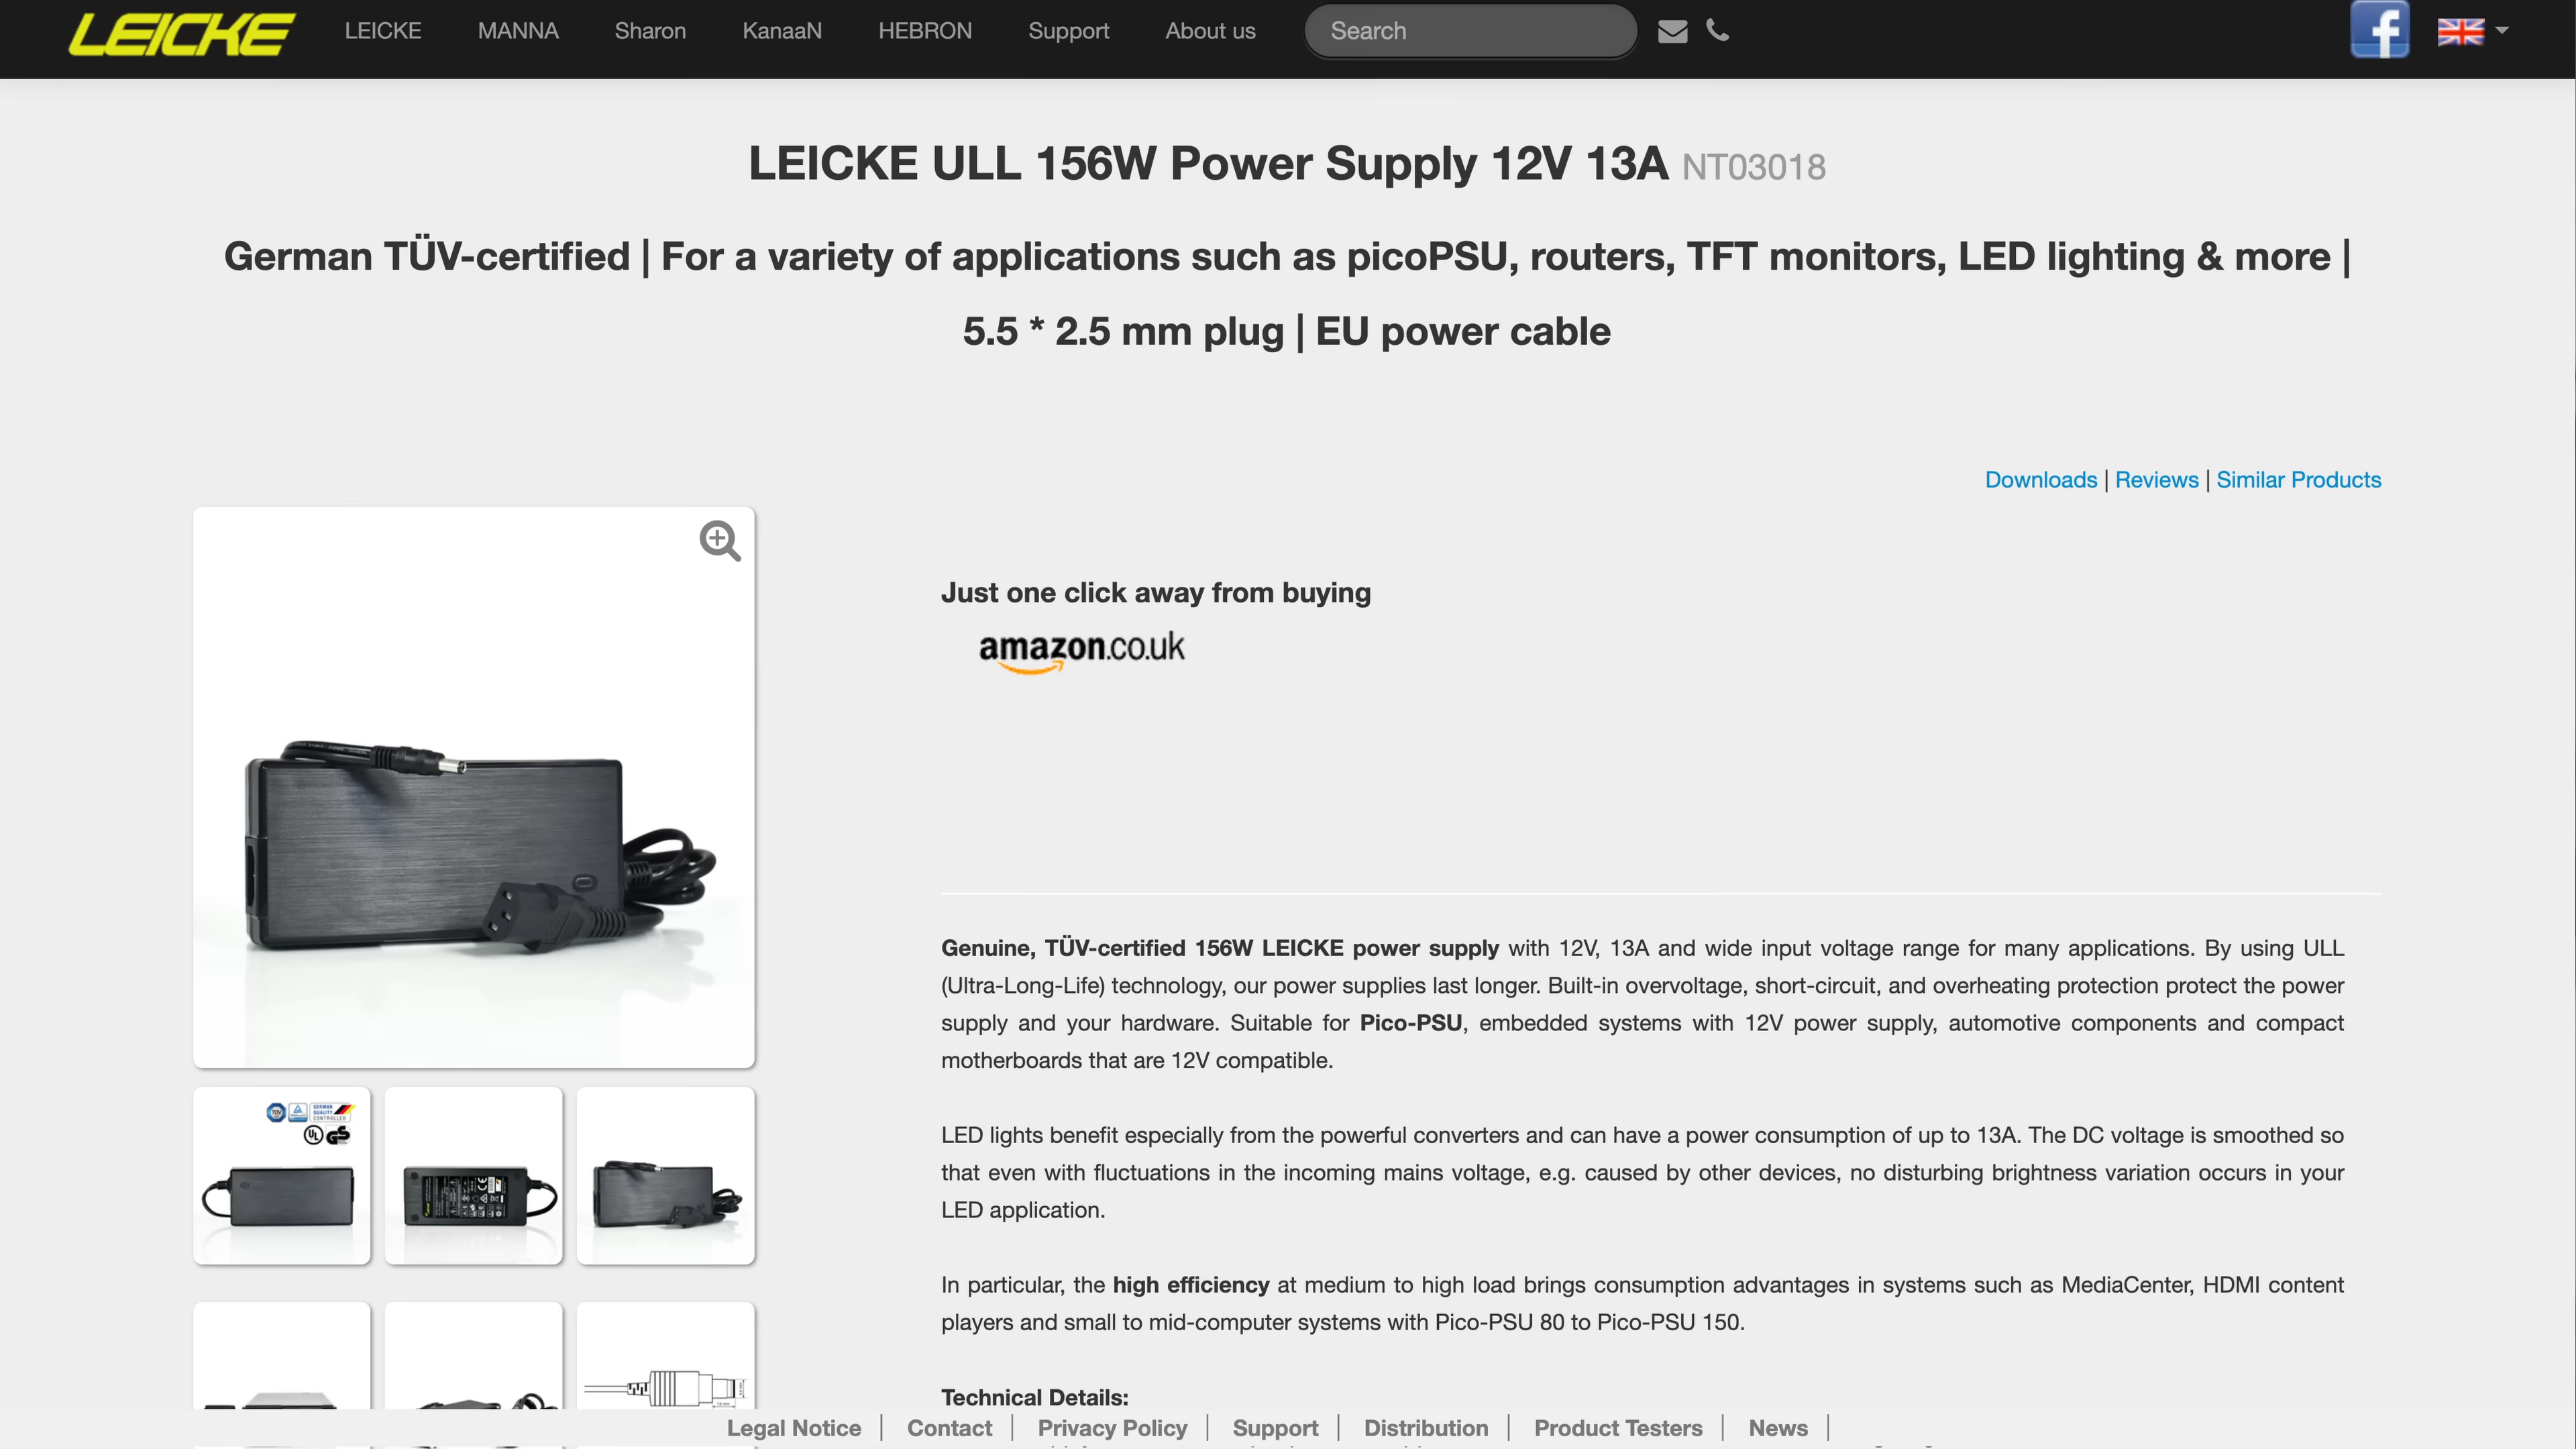 LEICKE
LEICKE MANNA Sharon KanaaN HEBRON Support About us Search
LEICKE ULL 156W Power Supply 12V 13A NT03018
German TÜV-certified | For a variety of applications such as picoPSU, routers, TFT monitors, LED lighting & more |
5.5 * 2.5 mm plug | EU power cable
Downloads | Reviews | Similar Products
Just one click away from buying
amazon.co.uk
Genuine, TÜV-certified 156W LEICKE power supply with 12V, 13A and wide input voltage range for many applications. By using ULL
(Ultra-Long-Life) technology, our power supplies last longer. Built-in overvoltage, short-circuit, and overheating protection protect the power
supply and your hardware. Suitable for Pico-PSU, embedded systems with 12V power supply, automotive components and compact
motherboards that are 12V compatible.
LED lights benefit especially from the powerful converters and can have a power consumption of up to 13A. The DC voltage is smoothed so
that even with fluctuations in the incoming mains voltage, e.g. caused by other devices, no disturbing brightness variation occurs in your
LED application.
In particular, the high efficiency at medium to high load brings consumption advantages in systems such as MediaCenter, HDMI content
players and small to mid-computer systems with Pico-PSU 80 to Pico-PSU 150.
Technical Details:
GERMAN
QUALITY
CONTROLLED
UL GS
Legal Notice | Contact | Privacy Policy | Support | Distribution | Product Testers | News |